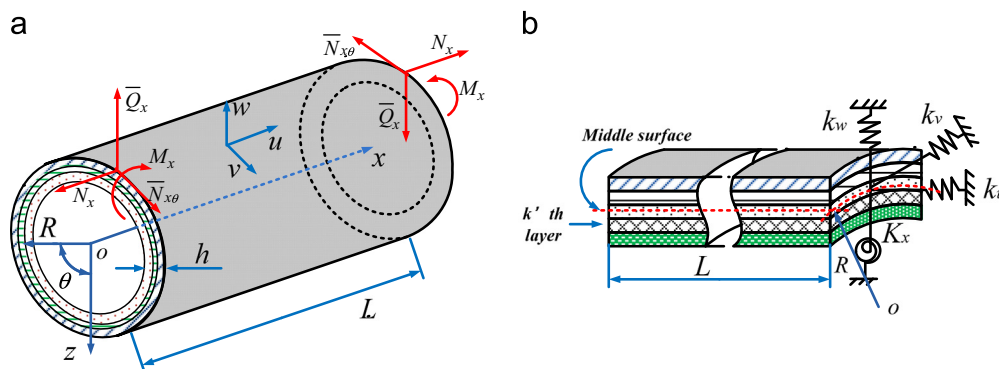 a
N̅xθ
Nx
Mx
Q̅x
Q̅x
w
u
v
x
Mx
Nx
N̅xθ
R
o
θ
h
z
L
b
kw
kv
Middle surface
k' th
layer
Kx
L
R
o